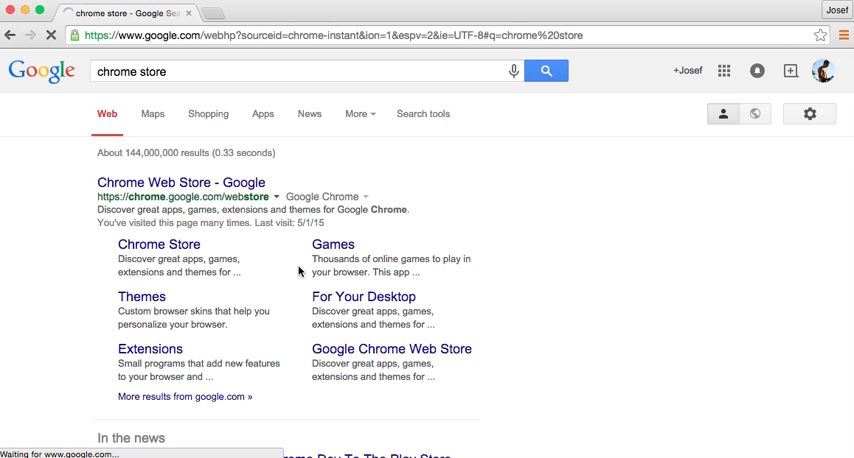 chrome store - Google Sea
Josef
https://www.google.com/webhp?sourceid=chrome-instant&ion=1&espv=2&ie=UTF-8#q=chrome%20store
Google chrome store +Josef
Web Maps Shopping Apps News More Search tools
About 144,000,000 results (0.33 seconds)
Chrome Web Store - Google
https://chrome.google.com/webstore Google Chrome
Discover great apps, games, extensions and themes for Google Chrome.
You've visited this page many times. Last visit: 5/1/15
Chrome Store
Discover great apps, games,
extensions and themes for ...
Games
Thousands of online games to play in
your browser. This app ...
Themes
Custom browser skins that help you
personalize your browser.
For Your Desktop
Discover great apps, games,
extensions and themes for ...
Extensions
Small programs that add new features
to your browser and ...
Google Chrome Web Store
Discover great apps, games,
extensions and themes for ...
More results from google.com »
In the news
Waiting for www.google.com...
Dev To The Play Store